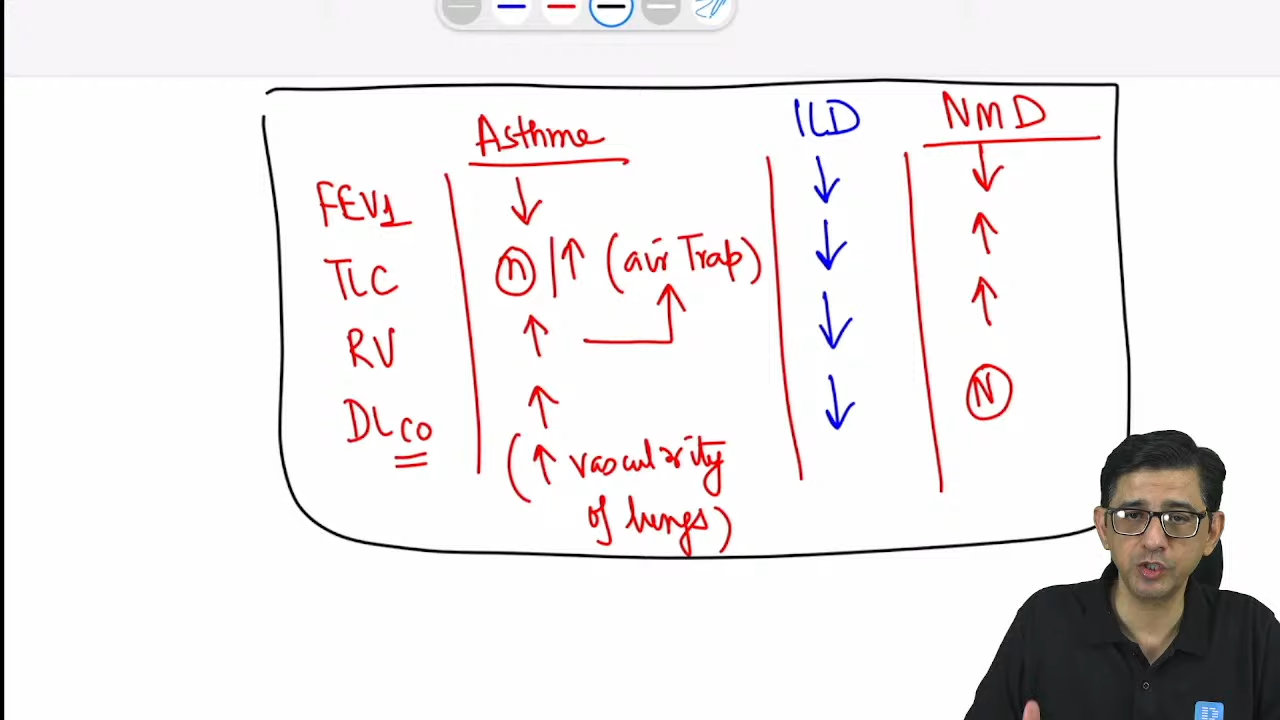 Asthma ILD NMD
FEV1 ↓ ↓ ↓
TLC N/↑ (air Trap) ↓ ↑
RV ↑ ↓ ↑
DLCO ↑ ↓ N
(↑ vascularity
of lungs)